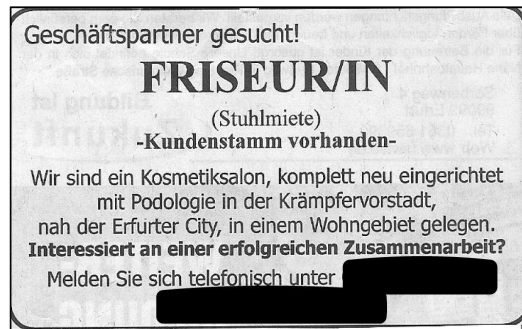 Geschäftspartner gesucht!
FRISEUR/IN
(Stuhlmiete)
-Kundenstamm vorhanden-
Wir sind ein Kosmetiksalon, komplett neu eingerichtet
mit Podologie in der Krämpfervorstadt,
nah der Erfurter City, in einem Wohngebiet gelegen.
Interessiert an einer erfolgreichen Zusammenarbeit?
Melden Sie sich telefonisch unter